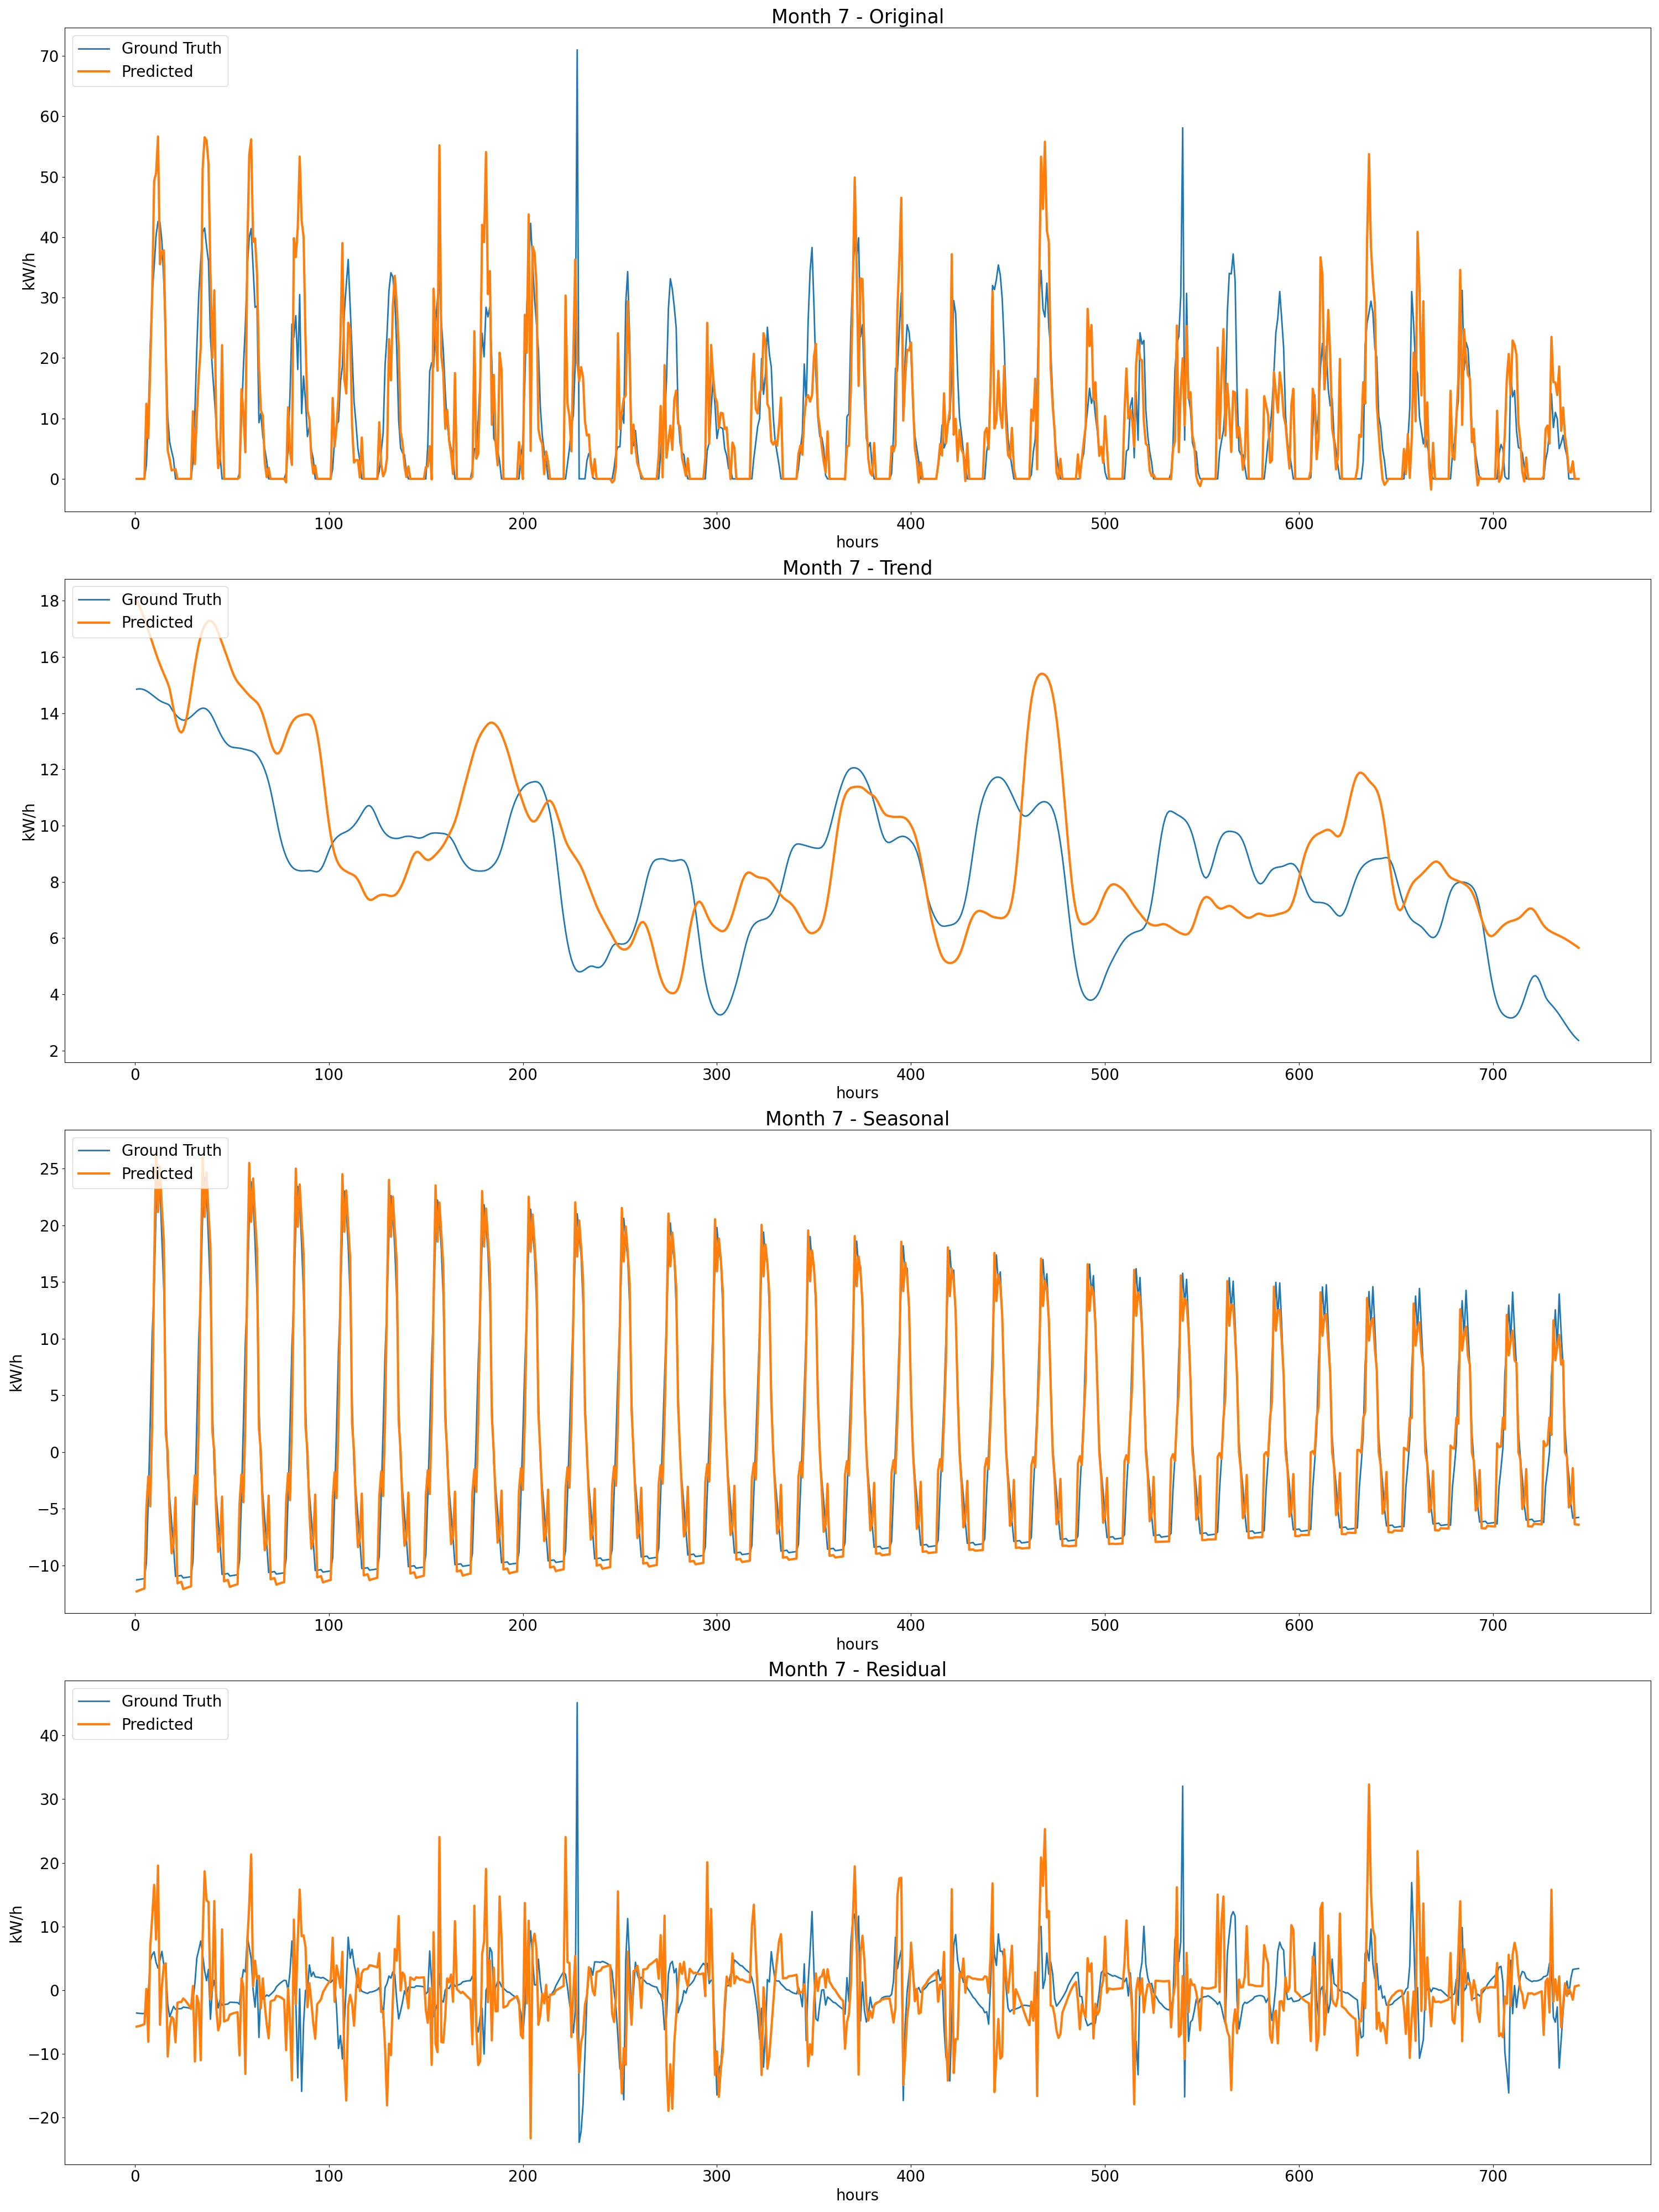 Month 7 - Original
Ground Truth
Predicted
kW/h
70
60
50
40
30
20
10
0
0 100 200 300 400 500 600 700
hours
Month 7 - Trend
Ground Truth
Predicted
kW/h
18
16
14
12
10
8
6
4
2
0 100 200 300 400 500 600 700
hours
Month 7 - Seasonal
Ground Truth
Predicted
kW/h
25
20
15
10
5
0
−5
−10
0 100 200 300 400 500 600 700
hours
Month 7 - Residual
Ground Truth
Predicted
kW/h
40
30
20
10
0
−10
−20
0 100 200 300 400 500 600 700
hours